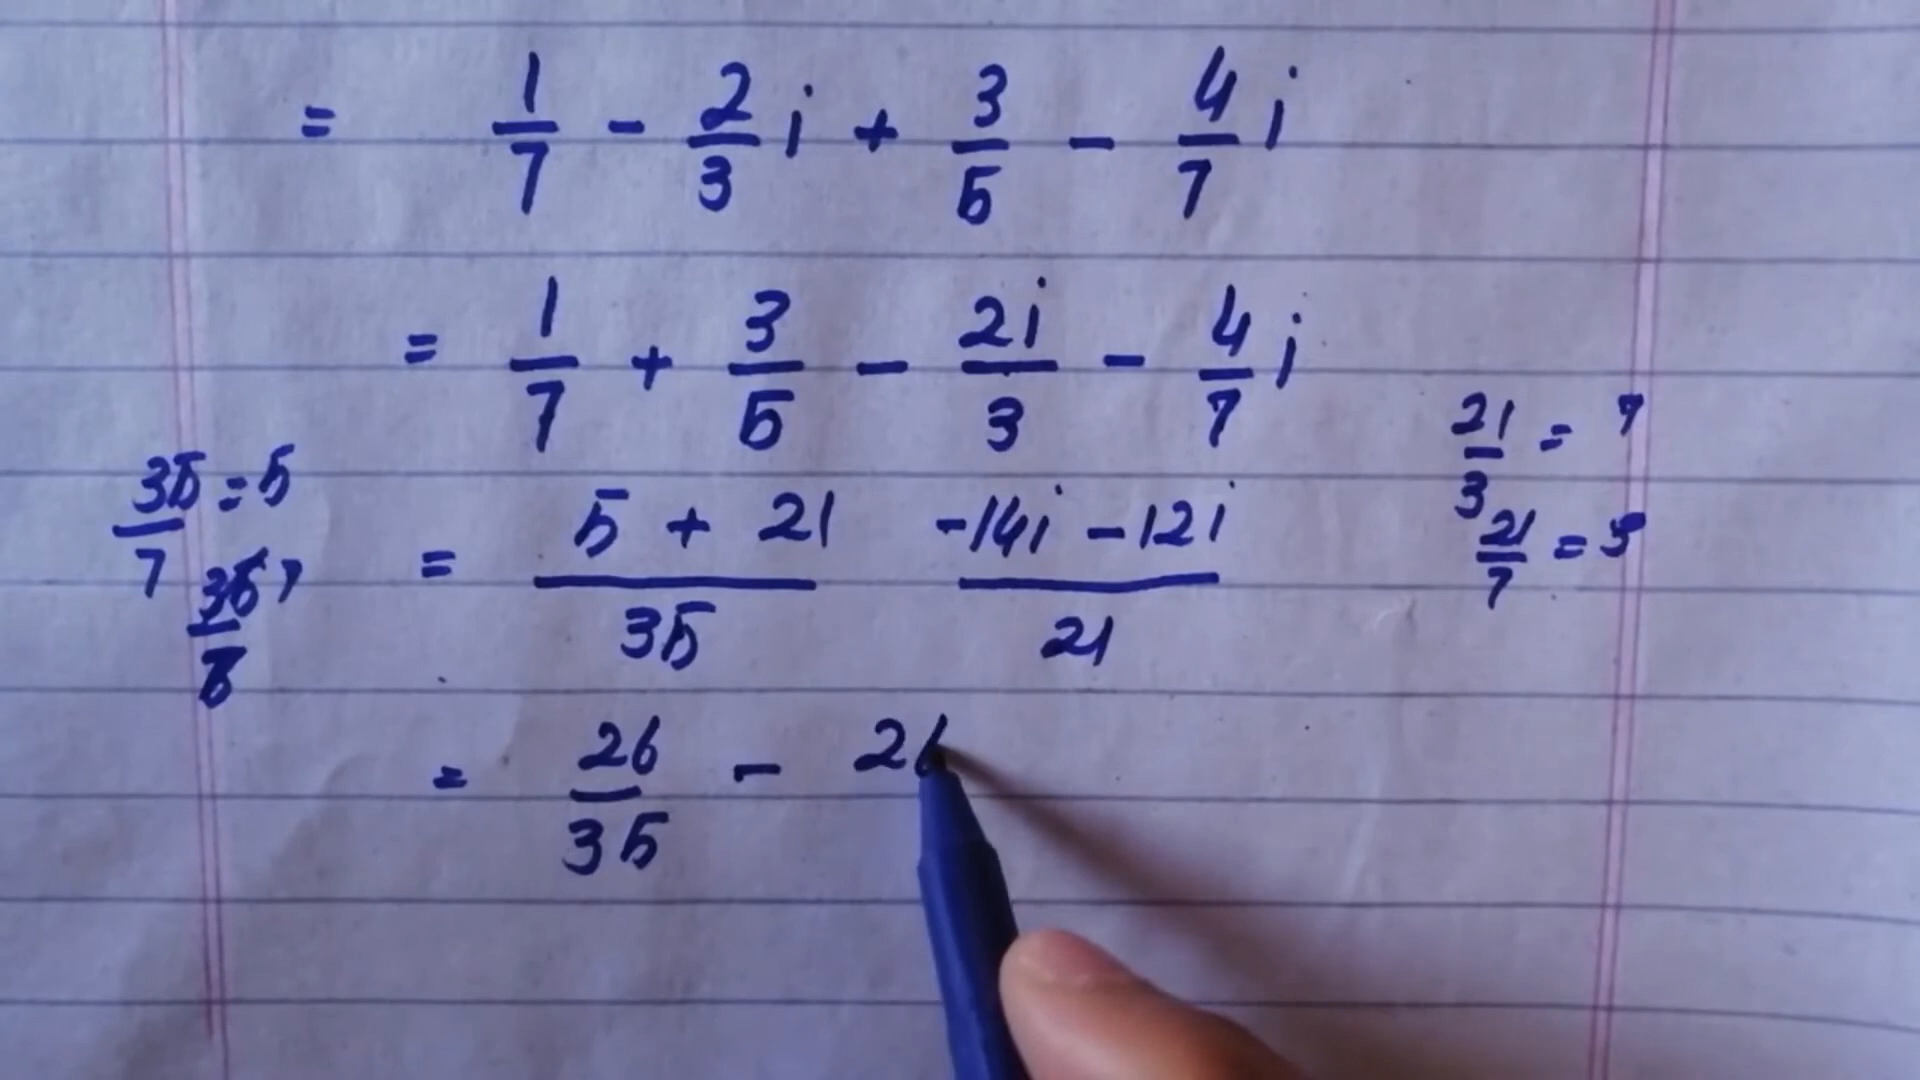 = 1/7 - 2/3 i + 3/5 - 4/7 i
= 1/7 + 3/5 - 2i/3 - 4/7 i
35/7 = 5
21/3 = 7
= 5 + 21/35 -14i - 12i/21
21/7 = 3
= 26/35 - 26